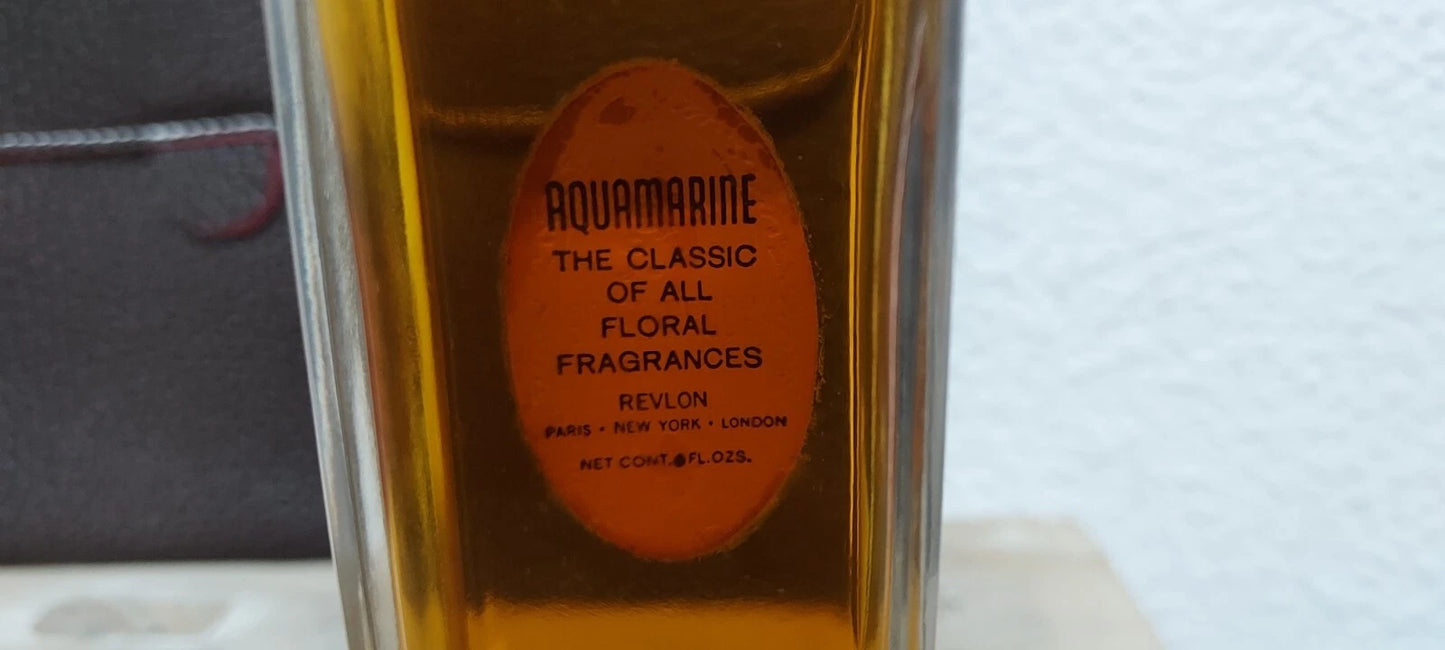 AQUAMARINE
THE CLASSIC
OF ALL
FLORAL
FRAGRANCES
REVLON
PARIS • NEW YORK • LONDON
NET CONT. FL.OZS.